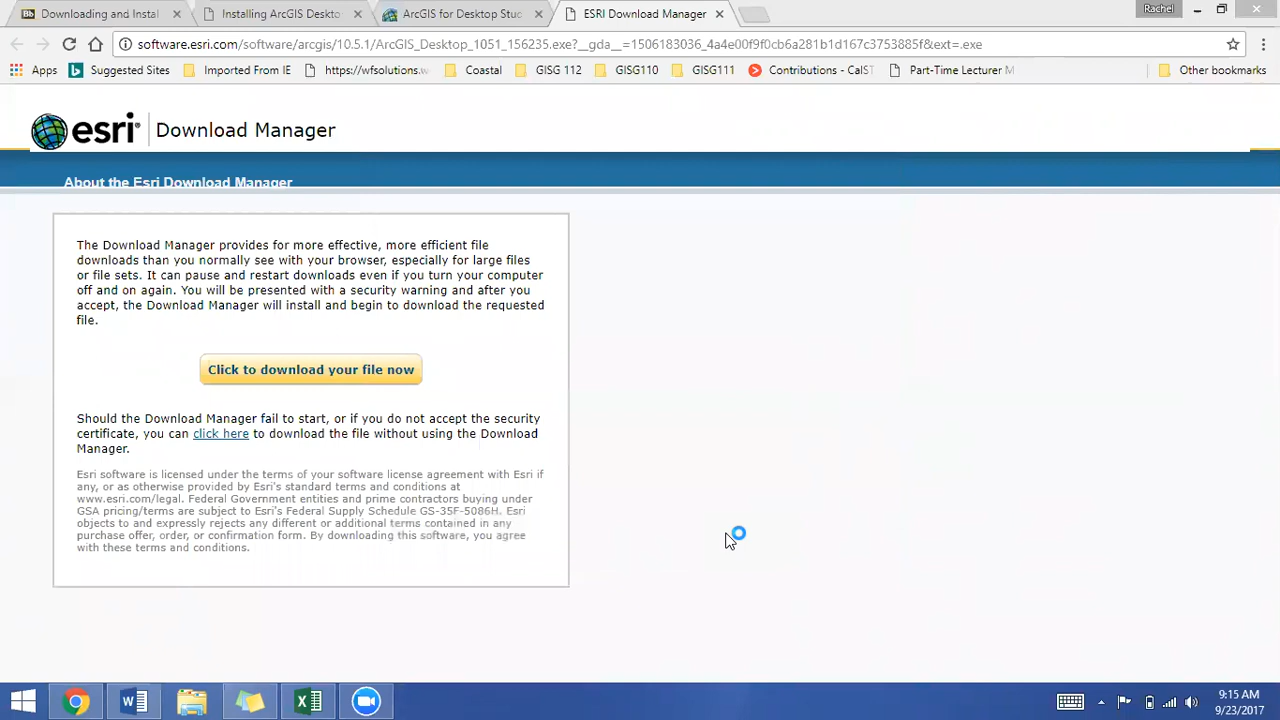 Downloading and Instal
Installing ArcGIS Deskto
ArcGIS for Desktop Stuc
ESRI Download Manager
Rachel
software.esri.com/software/arcgis/10.5.1/ArcGIS_Desktop_1051_156235.exe?__gda__=1506183036_4a4e00f9f0cb6a281b1d167c3753885f&ext=.exe
Apps
Suggested Sites
Imported From IE
https://wfsolutions.w
Coastal
GISG 112
GISG110
GISG111
Contributions - CalST
Part-Time Lecturer M
Other bookmarks
esri Download Manager
About the Esri Download Manager
The Download Manager provides for more effective, more efficient file
downloads than you normally see with your browser, especially for large files
or file sets. It can pause and restart downloads even if you turn your computer
off and on again. You will be presented with a security warning and after you
accept, the Download Manager will install and begin to download the requested
file.
Click to download your file now
Should the Download Manager fail to start, or if you do not accept the security
certificate, you can click here to download the file without using the Download
Manager.
Esri software is licensed under the terms of your software license agreement with Esri if
any, or as otherwise provided by Esri's standard terms and conditions at
www.esri.com/legal. Federal Government entities and prime contractors buying under
GSA pricing/terms are subject to Esri's Federal Supply Schedule GS-35F-5086H. Esri
objects to and expressly rejects any different or additional terms contained in any
purchase offer, order, or confirmation form. By downloading this software, you agree
with these terms and conditions.
9:15 AM
9/23/2017